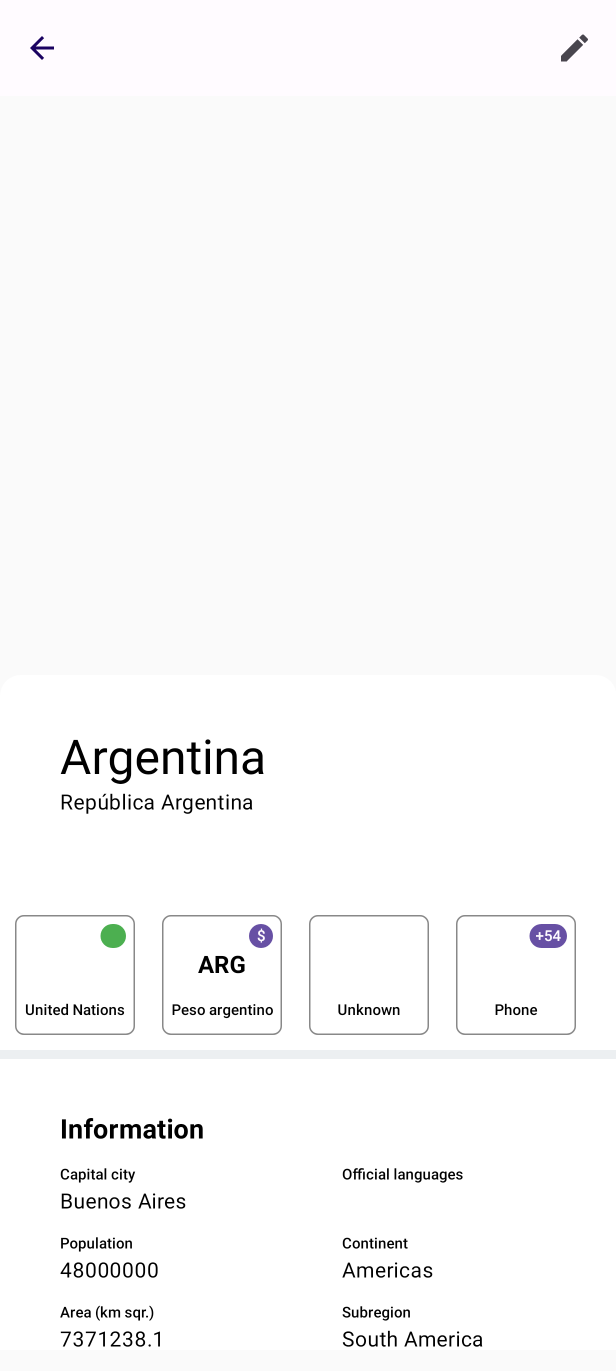 Argentina
República Argentina
United Nations
$
ARG
Peso argentino
Unknown
+54
Phone
Information
Capital city
Buenos Aires
Official languages
Population
48000000
Continent
Americas
Area (km sqr.)
7371238.1
Subregion
South America